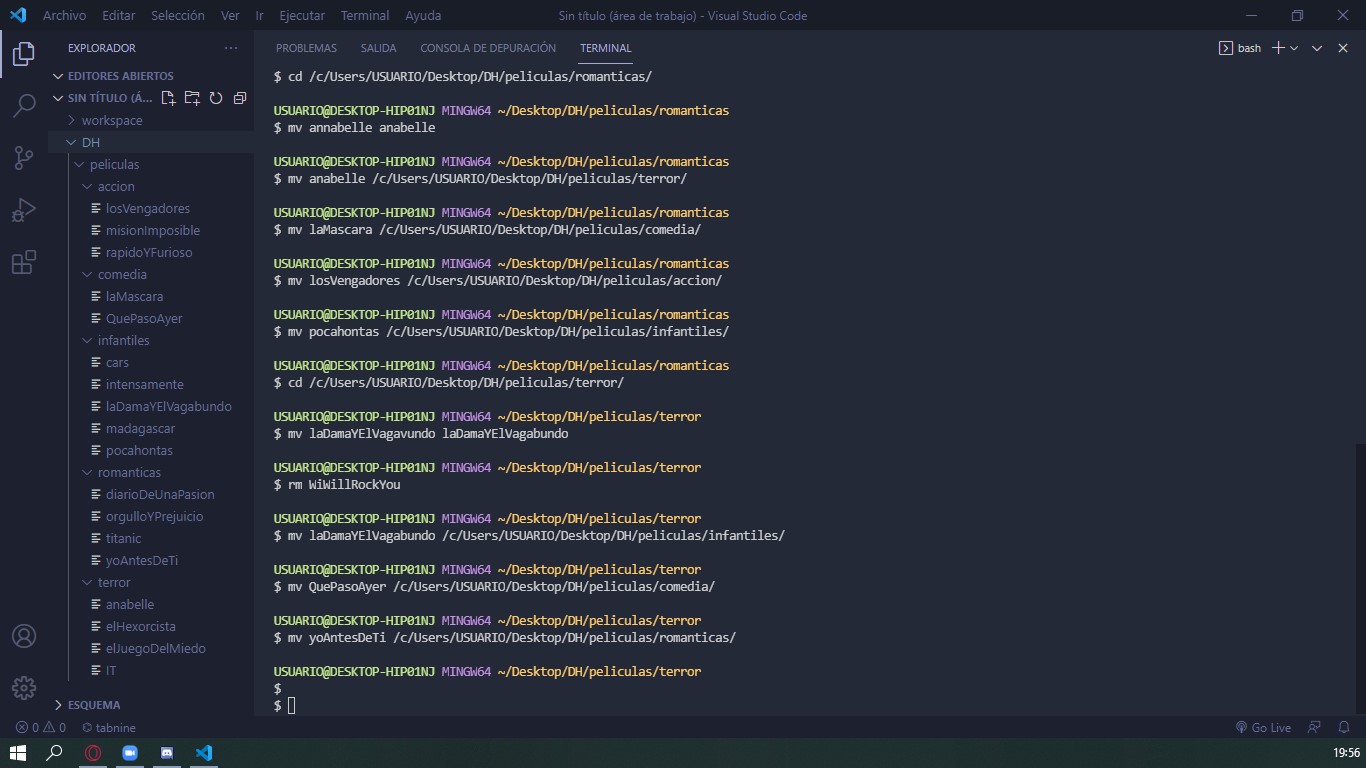 Archivo Editar Selección Ver Ir Ejecutar Terminal Ayuda
Sin título (área de trabajo) - Visual Studio Code
EXPLORADOR
EDITORES ABIERTOS
SIN TÍTULO (Á...
workspace
DH
peliculas
accion
losVengadores
misionImposible
rapidoYFurioso
comedia
laMascara
QuePasoAyer
infantiles
cars
intensamente
laDamaYElVagabundo
madagascar
pocahontas
romanticas
diarioDeUnaPasion
orgulloYPrejuicio
titanic
yoAntesDeTi
terror
anabelle
elHexorcista
elJuegoDelMiedo
IT
ESQUEMA
PROBLEMAS SALIDA CONSOLA DE DEPURACIÓN TERMINAL
bash
$ cd /c/Users/USUARIO/Desktop/DH/peliculas/romanticas/
USUARIO@DESKTOP-HIP01NJ MINGW64 ~/Desktop/DH/peliculas/romanticas
$ mv annabelle anabelle
USUARIO@DESKTOP-HIP01NJ MINGW64 ~/Desktop/DH/peliculas/romanticas
$ mv anabelle /c/Users/USUARIO/Desktop/DH/peliculas/terror/
USUARIO@DESKTOP-HIP01NJ MINGW64 ~/Desktop/DH/peliculas/romanticas
$ mv laMascara /c/Users/USUARIO/Desktop/DH/peliculas/comedia/
USUARIO@DESKTOP-HIP01NJ MINGW64 ~/Desktop/DH/peliculas/romanticas
$ mv losVengadores /c/Users/USUARIO/Desktop/DH/peliculas/accion/
USUARIO@DESKTOP-HIP01NJ MINGW64 ~/Desktop/DH/peliculas/romanticas
$ mv pocahontas /c/Users/USUARIO/Desktop/DH/peliculas/infantiles/
USUARIO@DESKTOP-HIP01NJ MINGW64 ~/Desktop/DH/peliculas/romanticas
$ cd /c/Users/USUARIO/Desktop/DH/peliculas/terror/
USUARIO@DESKTOP-HIP01NJ MINGW64 ~/Desktop/DH/peliculas/terror
$ mv laDamaYElVagavundo laDamaYElVagabundo
USUARIO@DESKTOP-HIP01NJ MINGW64 ~/Desktop/DH/peliculas/terror
$ rm WiWillRockYou
USUARIO@DESKTOP-HIP01NJ MINGW64 ~/Desktop/DH/peliculas/terror
$ mv laDamaYElVagabundo /c/Users/USUARIO/Desktop/DH/peliculas/infantiles/
USUARIO@DESKTOP-HIP01NJ MINGW64 ~/Desktop/DH/peliculas/terror
$ mv QuePasoAyer /c/Users/USUARIO/Desktop/DH/peliculas/comedia/
USUARIO@DESKTOP-HIP01NJ MINGW64 ~/Desktop/DH/peliculas/terror
$ mv yoAntesDeTi /c/Users/USUARIO/Desktop/DH/peliculas/romanticas/
USUARIO@DESKTOP-HIP01NJ MINGW64 ~/Desktop/DH/peliculas/terror
$
$
0 0 tabnine
Go Live
19:56